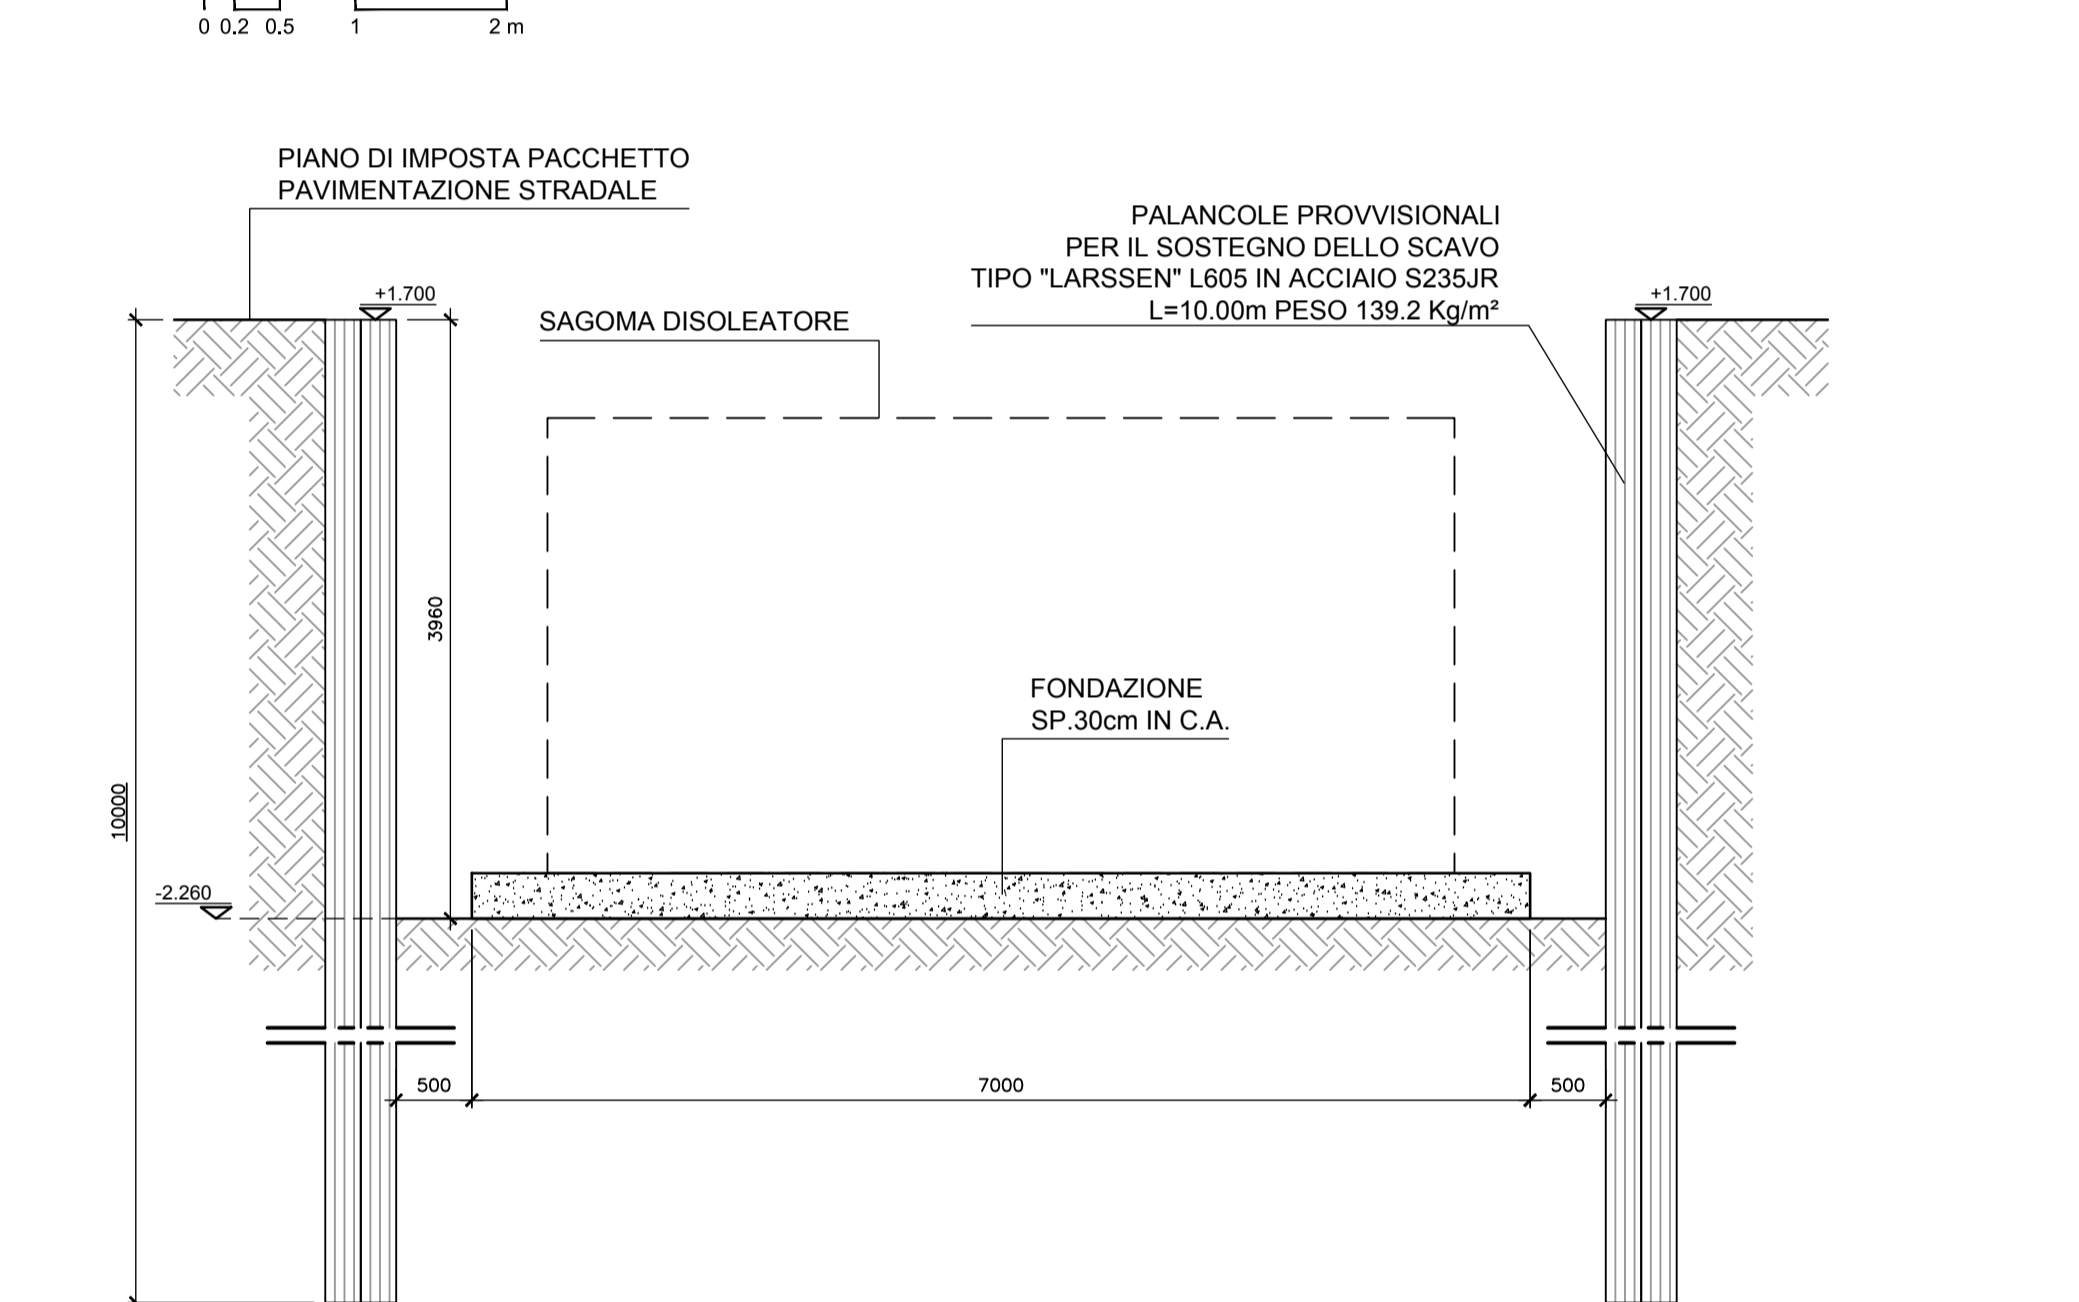 0 0.2 0.5 1 2 m
PIANO DI IMPOSTA PACCHETTO
PAVIMENTAZIONE STRADALE
PALANCOLE PROVVISIONALI
PER IL SOSTEGNO DELLO SCAVO
TIPO "LARSSEN" L605 IN ACCIAIO S235JR
L=10.00m PESO 139.2 Kg/m²
+1.700
+1.700
SAGOMA DISOLEATORE
3960
FONDAZIONE
SP.30cm IN C.A.
10000
-2.260
500
7000
500